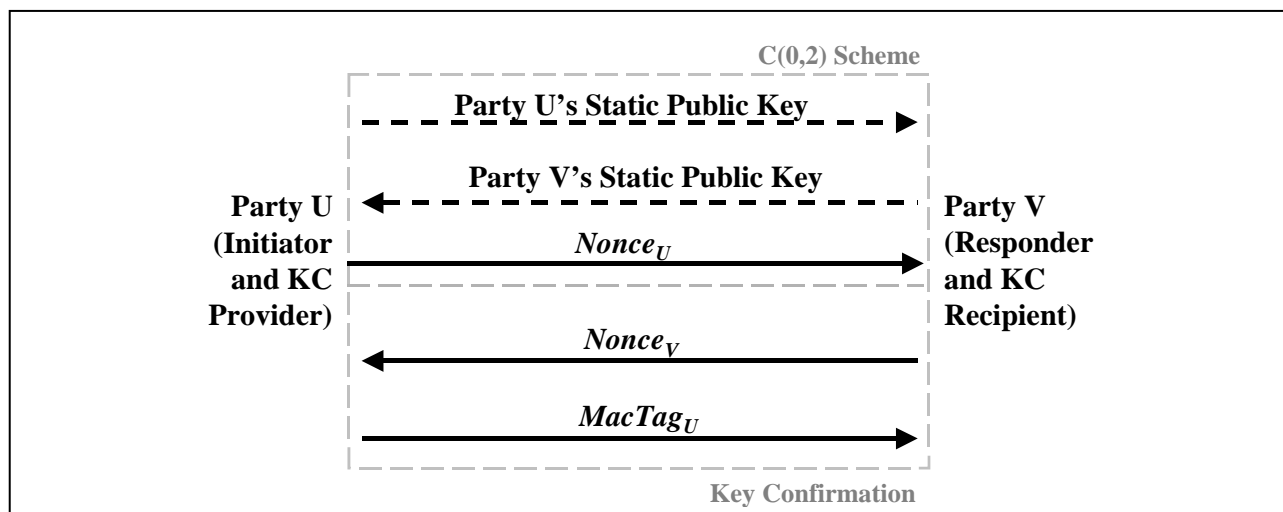 C(0,2) Scheme
Party U’s Static Public Key
Party V’s Static Public Key
Party U
(Initiator
and KC
Provider)
Nonce_U
Party V
(Responder
and KC
Recipient)
Nonce_V
MacTag_U
Key Confirmation